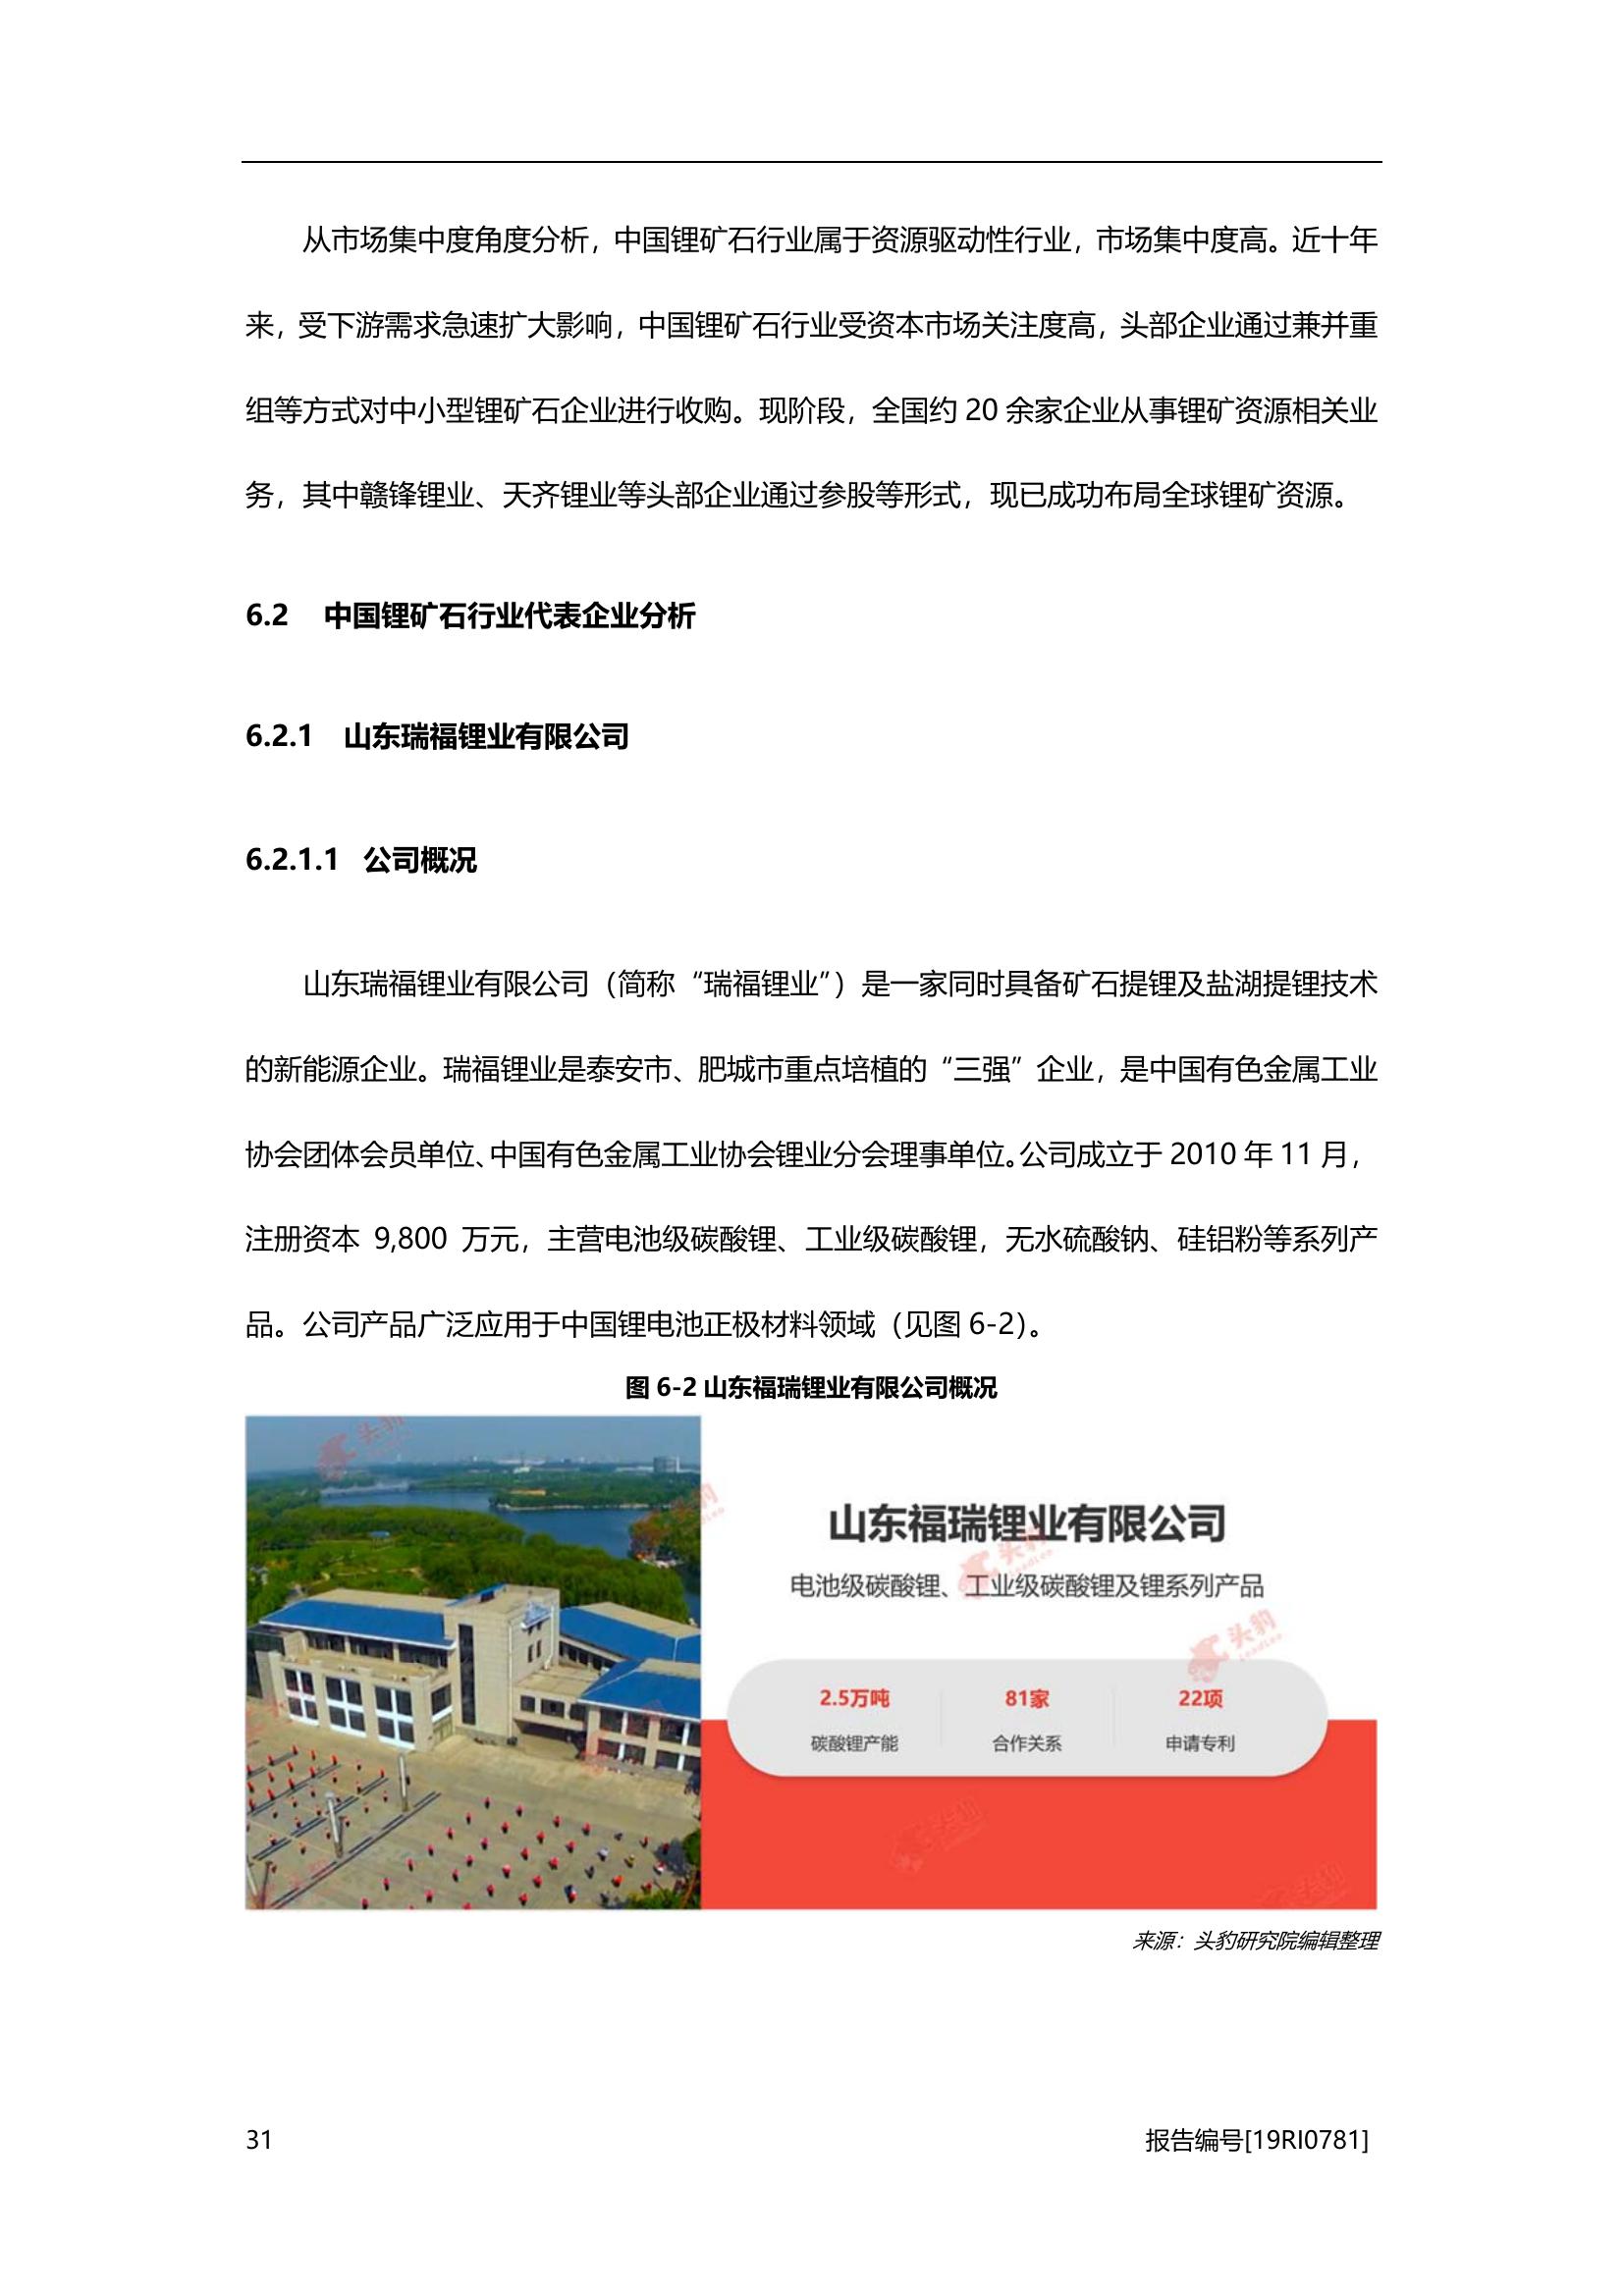 从市场集中度角度分析，中国锂矿石行业属于资源驱动性行业，市场集中度高。近十年
来，受下游需求急速扩大影响，中国锂矿石行业受资本市场关注度高，头部企业通过兼并重
组等方式对中小型锂矿石企业进行收购。现阶段，全国约 20 余家企业从事锂矿资源相关业
务，其中赣锋锂业、天齐锂业等头部企业通过参股等形式，现已成功布局全球锂矿资源。
6.2 中国锂矿石行业代表企业分析
6.2.1 山东瑞福锂业有限公司
6.2.1.1 公司概况
山东瑞福锂业有限公司（简称“瑞福锂业”）是一家同时具备矿石提锂及盐湖提锂技术
的新能源企业。瑞福锂业是泰安市、肥城市重点培植的“三强”企业，是中国有色金属工业
协会团体会员单位、中国有色金属工业协会锂业分会理事单位。公司成立于 2010 年 11 月，
注册资本 9,800 万元，主营电池级碳酸锂、工业级碳酸锂，无水硫酸钠、硅铝粉等系列产
品。公司产品广泛应用于中国锂电池正极材料领域（见图 6-2）。
图 6-2 山东福瑞锂业有限公司概况
头豹
山东福瑞锂业有限公司
头豹
电池级碳酸锂、工业级碳酸锂及锂系列产品
头豹
2.5万吨 81家 22项
碳酸锂产能 合作关系 申请专利
头豹
头豹
来源：头豹研究院编辑整理
31 报告编号[19RI0781]